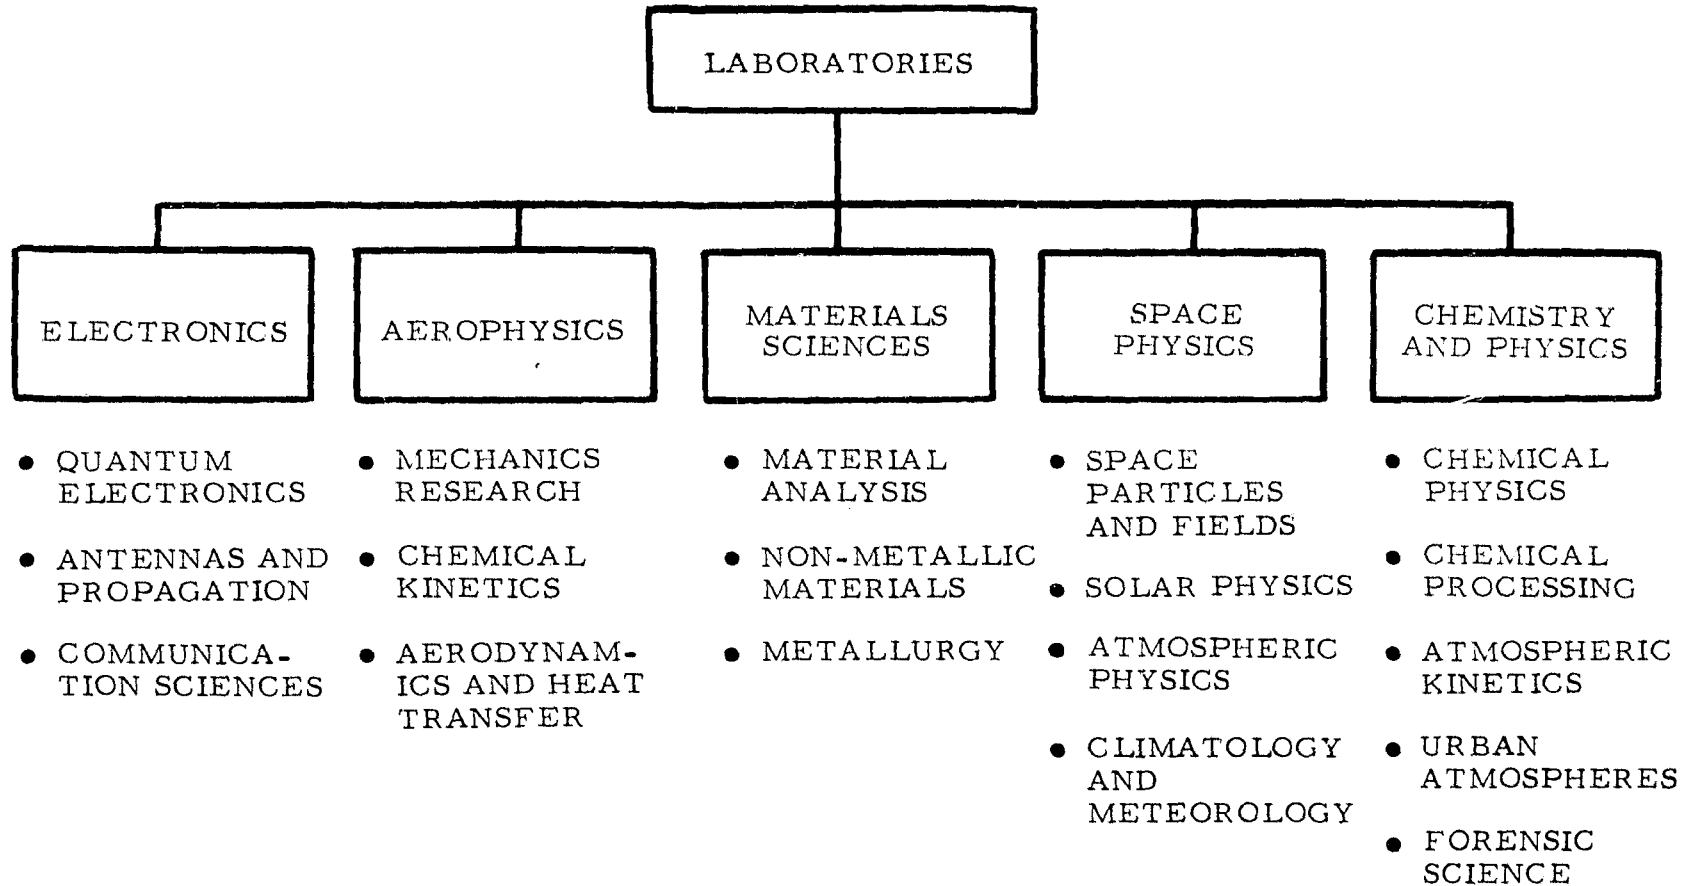 LABORATORIES
ELECTRONICS
AEROPHYSICS
MATERIALS
SCIENCES
SPACE
PHYSICS
CHEMISTRY
AND PHYSICS
• QUANTUM
ELECTRONICS
• ANTENNAS AND
PROPAGATION
• COMMUNICA-
TION SCIENCES
• MECHANICS
RESEARCH
• CHEMICAL
KINETICS
• AERODYNAM-
ICS AND HEAT
TRANSFER
• MATERIAL
ANALYSIS
• NON-METALLIC
MATERIALS
• METALLURGY
• SPACE
PARTICLES
AND FIELDS
• SOLAR PHYSICS
• ATMOSPHERIC
PHYSICS
• CLIMATOLOGY
AND
METEOROLOGY
• CHEMICAL
PHYSICS
• CHEMICAL
PROCESSING
• ATMOSPHERIC
KINETICS
• URBAN
ATMOSPHERES
• FORENSIC
SCIENCE